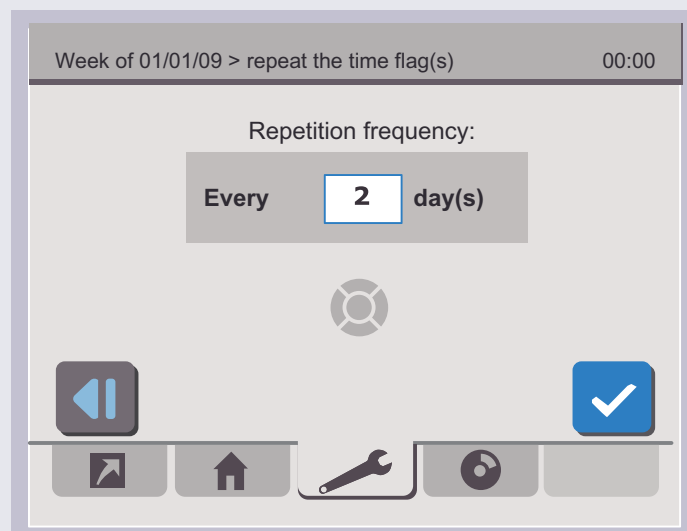 Week of 01/01/09 > repeat the time flag(s) 00:00
Repetition frequency:
Every 2 day(s)